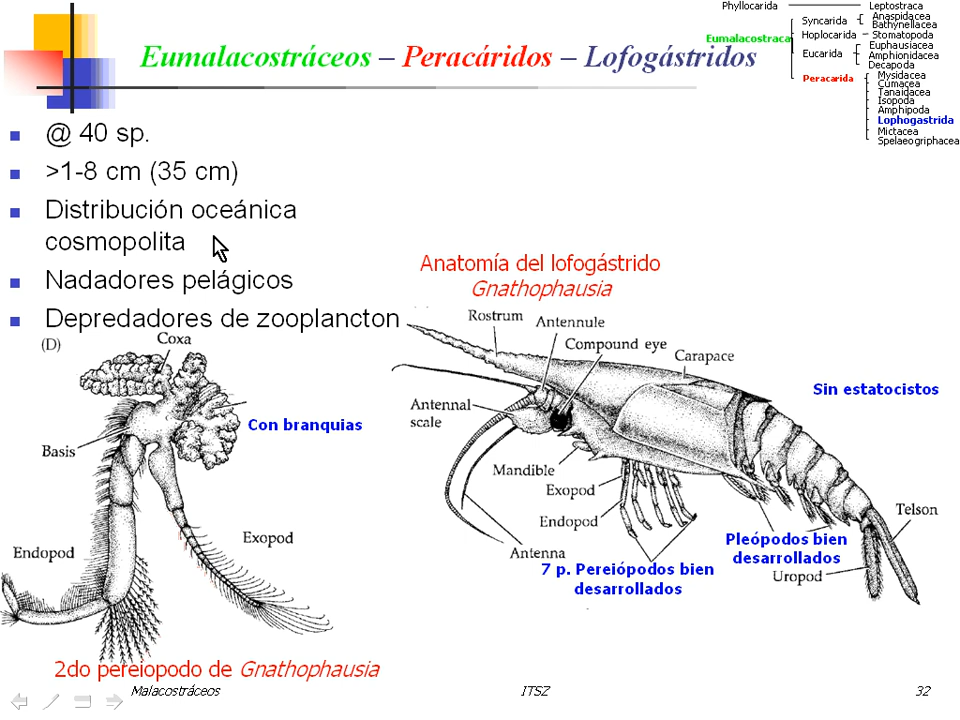 Phyllocarida
Leptostraca
Syncarida
Anaspidacea
Bathynellacea
Hoplocarida
Stomatopoda
Eumalacostraca
Eucarida
Euphausiacea
Amphionidacea
Decapoda
Peracarida
Mysidacea
Cumacea
Tanaidacea
Isopoda
Amphipoda
Lophogastrida
Mictacea
Spelaeogriphacea
Eumalacostráceos – Peracáridos – Lofogástridos
@ 40 sp.
>1-8 cm (35 cm)
Distribución oceánica
cosmopolita
Nadadores pelágicos
Depredadores de zooplancton
Anatomía del lofogástrido
Gnathophausia
(D)
Coxa
Con branquias
Basis
Endopod
Exopod
2do pereiopodo de Gnathophausia
Rostrum
Antennule
Compound eye
Carapace
Sin estatocistos
Antennal
scale
Mandible
Exopod
Endopod
Antenna
7 p. Pereiópodos bien
desarrollados
Pleópodos bien
desarrollados
Uropod
Telson
Malacostráceos
ITSZ
32